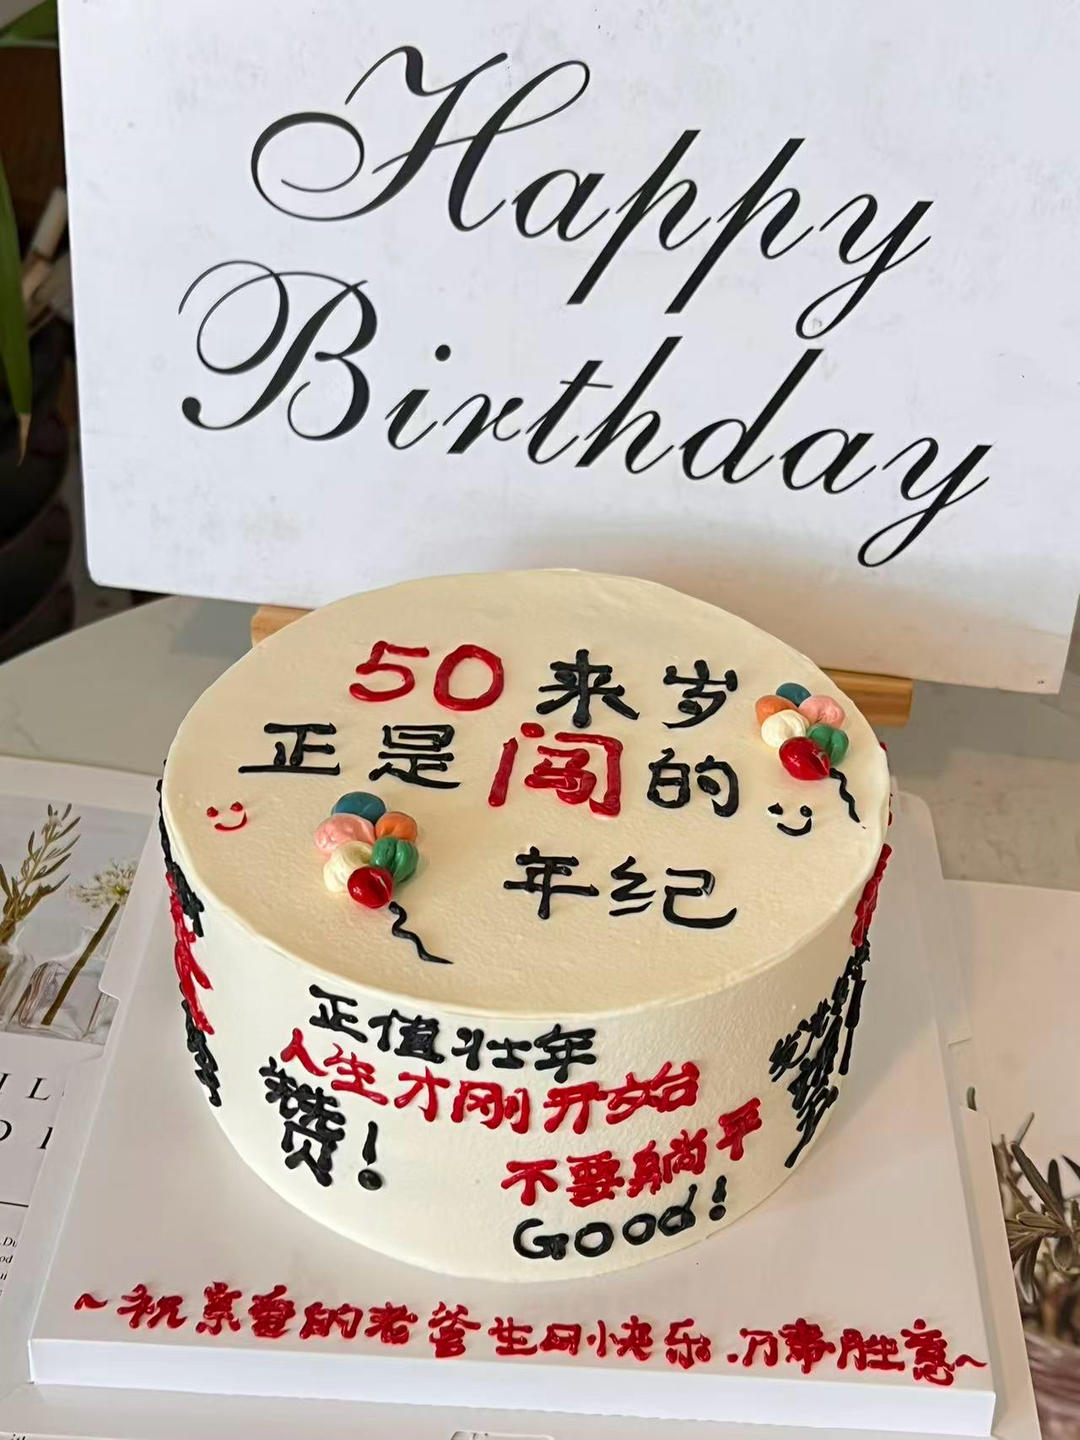 Happy
Birthday
50来岁
正是闯的
年纪
正值壮年
人生才刚开始
赞!
不要躺平
Good!
~祝亲爱的老爸生日快乐.万事胜意~